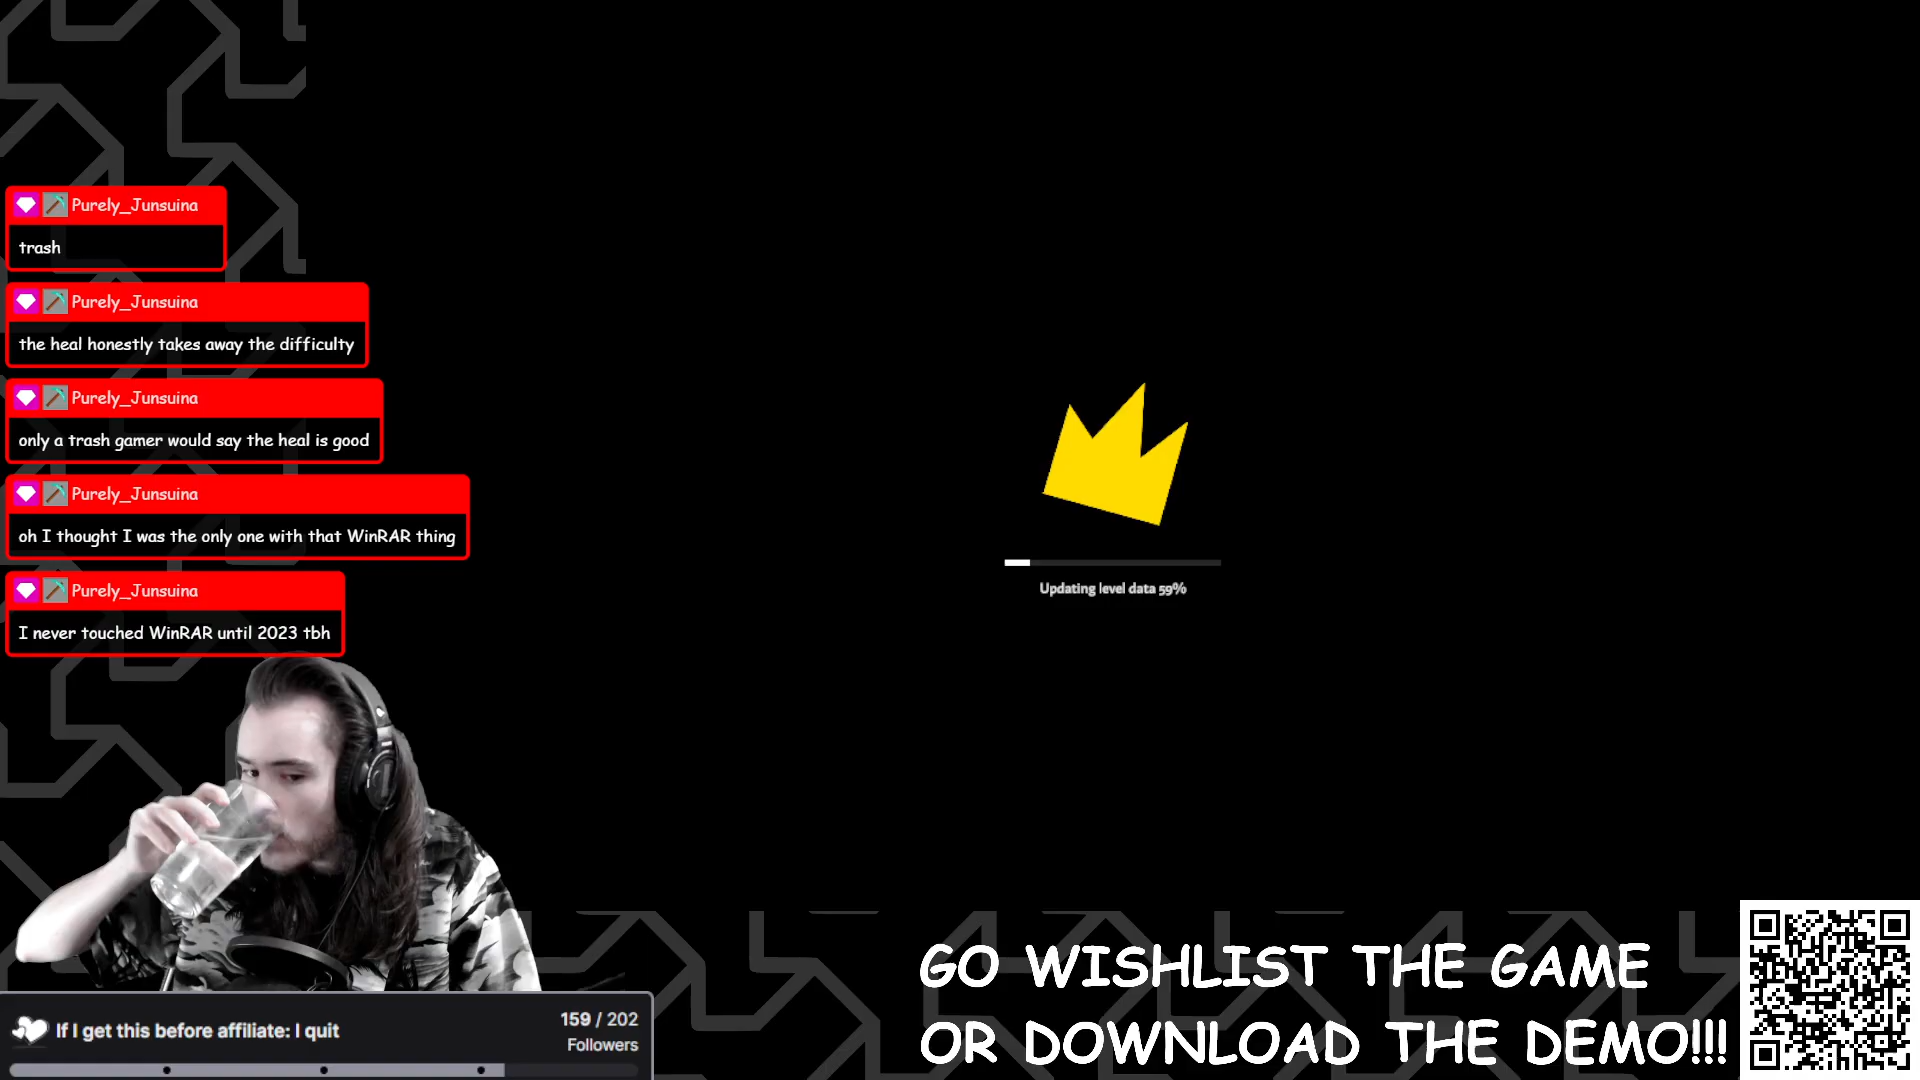 Purely_Junsuina
trash
Purely_Junsuina
the heal honestly takes away the difficulty
Purely_Junsuina
only a trash gamer would say the heal is good
Purely_Junsuina
oh I thought I was the only one with that WinRAR thing
Purely_Junsuina
I never touched WinRAR until 2023 tbh
Updating level data 59%
If I get this before affiliate: I quit
159 / 202
Followers
GO WISHLIST THE GAME
OR DOWNLOAD THE DEMO!!!